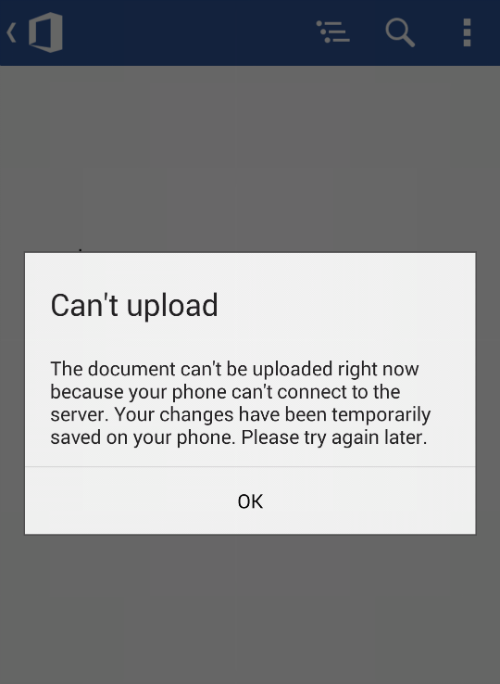 Can't upload
The document can't be uploaded right now
because your phone can't connect to the
server. Your changes have been temporarily
saved on your phone. Please try again later.
OK